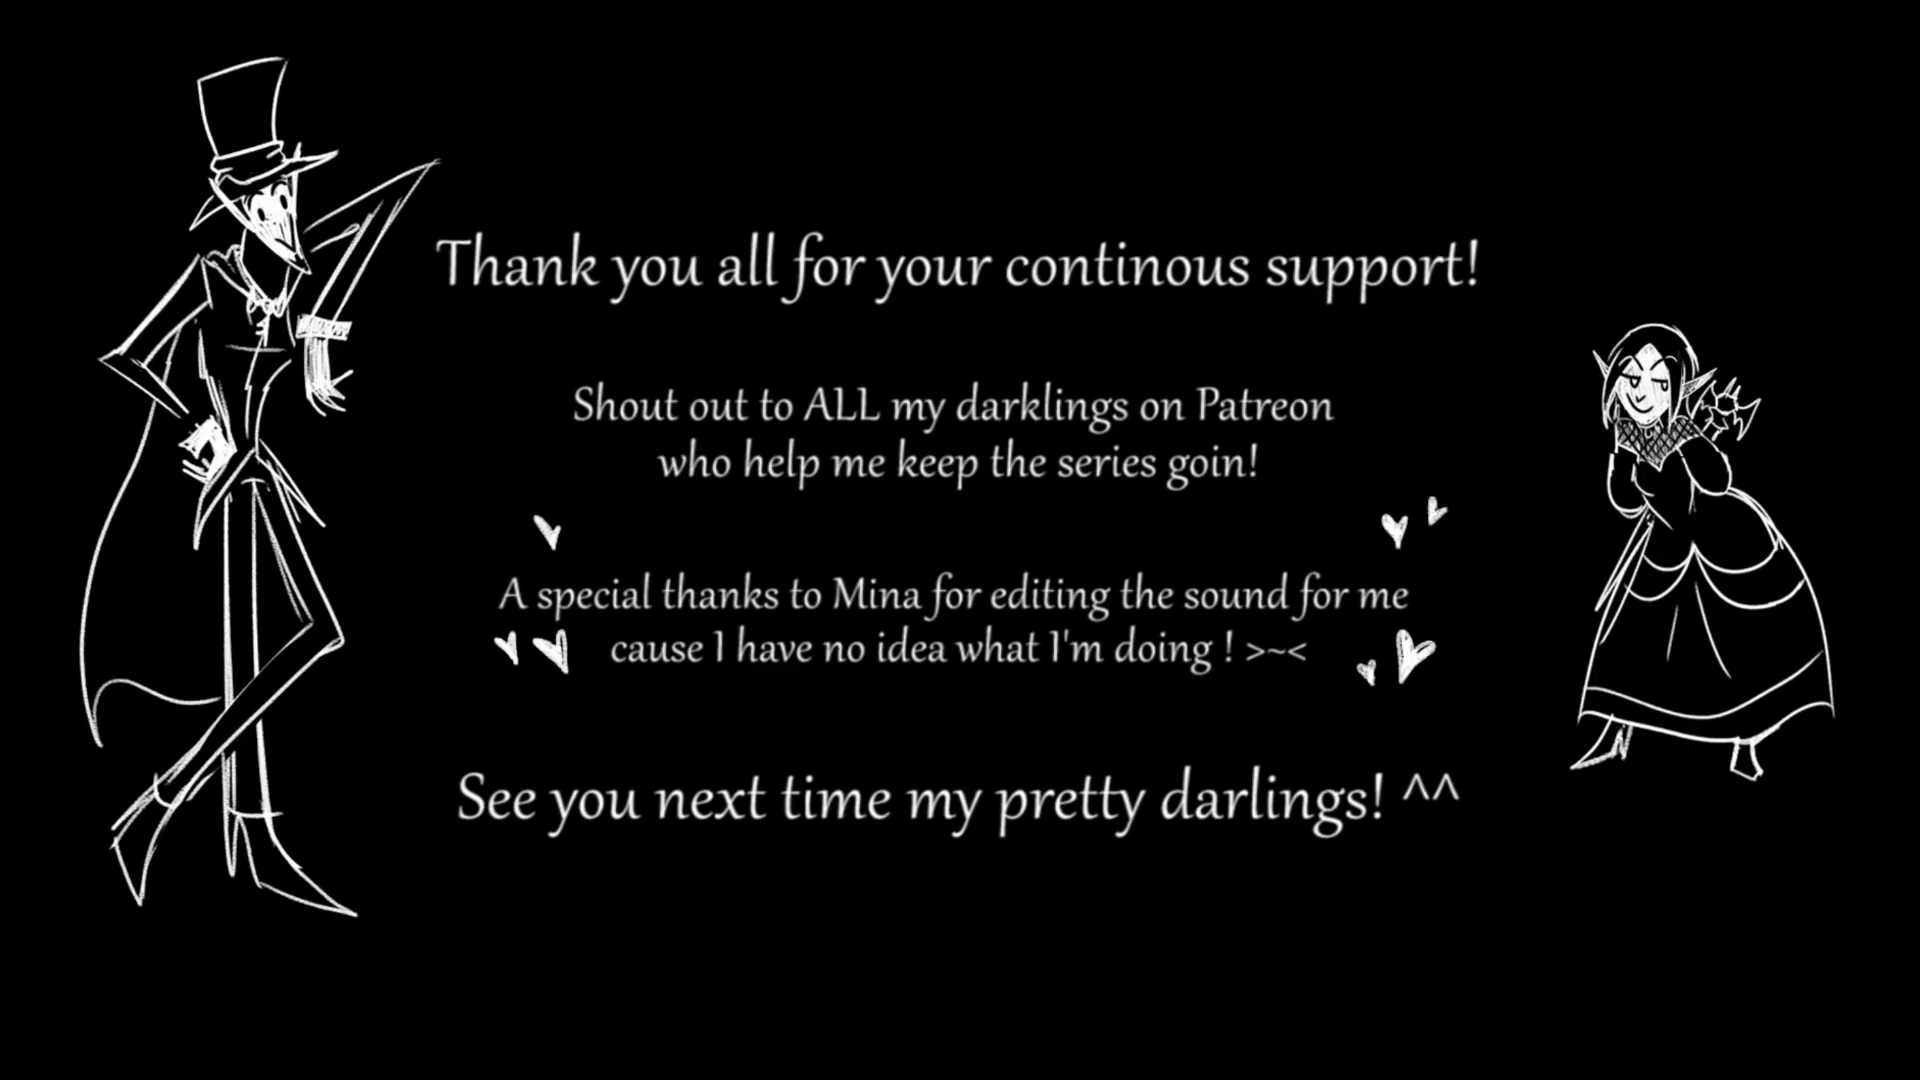 Thank you all for your continous support!
Shout out to ALL my darklings on Patreon
who help me keep the series goin!
A special thanks to Mina for editing the sound for me
cause I have no idea what I'm doing ! >~<
See you next time my pretty darlings! ^^